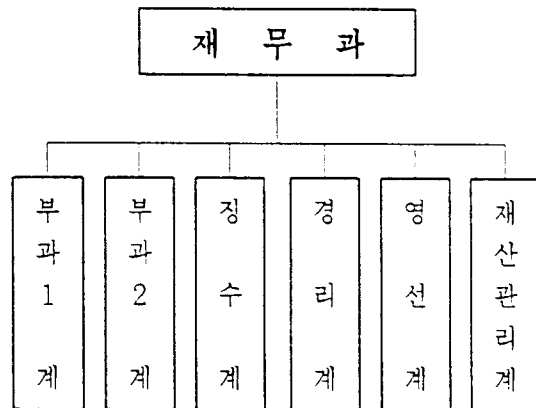 재 무 과
부과1 계
부과2 계
징 수 계
경 리 계
영 선 계
재산관리계